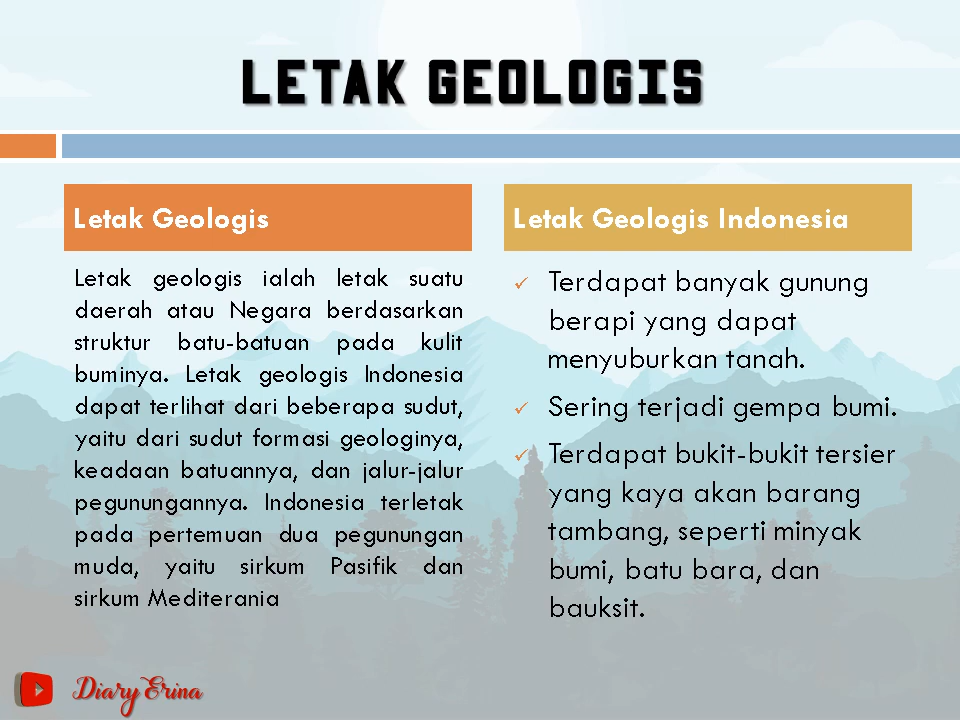 LETAK GEOLOGIS
Letak Geologis
Letak geologis ialah letak suatu
daerah atau Negara berdasarkan
struktur batu-batuan pada kulit
buminya. Letak geologis Indonesia
dapat terlihat dari beberapa sudut,
yaitu dari sudut formasi geologinya,
keadaan batuannya, dan jalur-jalur
pegunungannya. Indonesia terletak
pada pertemuan dua pegunungan
muda, yaitu sirkum Pasifik dan
sirkum Mediterania
Letak Geologis Indonesia
Terdapat banyak gunung
berapi yang dapat
menyuburkan tanah.
Sering terjadi gempa bumi.
Terdapat bukit-bukit tersier
yang kaya akan barang
tambang, seperti minyak
bumi, batu bara, dan
bauksit.
Diary Erina